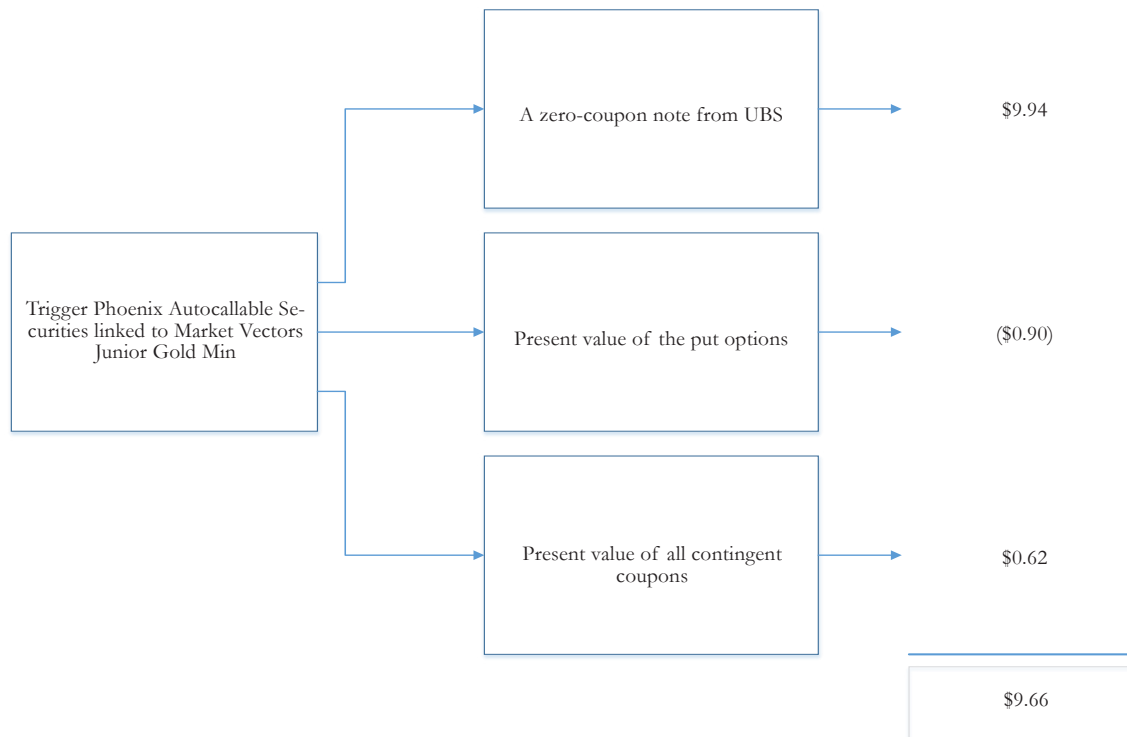 A zero-coupon note from UBS
$9.94
Trigger Phoenix Autocallable Se-
curities linked to Market Vectors
Junior Gold Min
Present value of the put options
($0.90)
Present value of all contingent
coupons
$0.62
$9.66